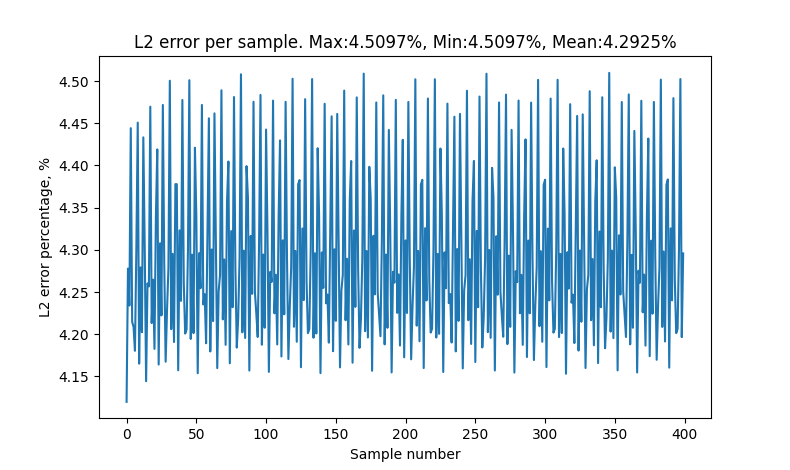 L2 error per sample. Max:4.5097%, Min:4.5097%, Mean:4.2925%
L2 error percentage, %
4.50
4.45
4.40
4.35
4.30
4.25
4.20
4.15
0 50 100 150 200 250 300 350 400
Sample number